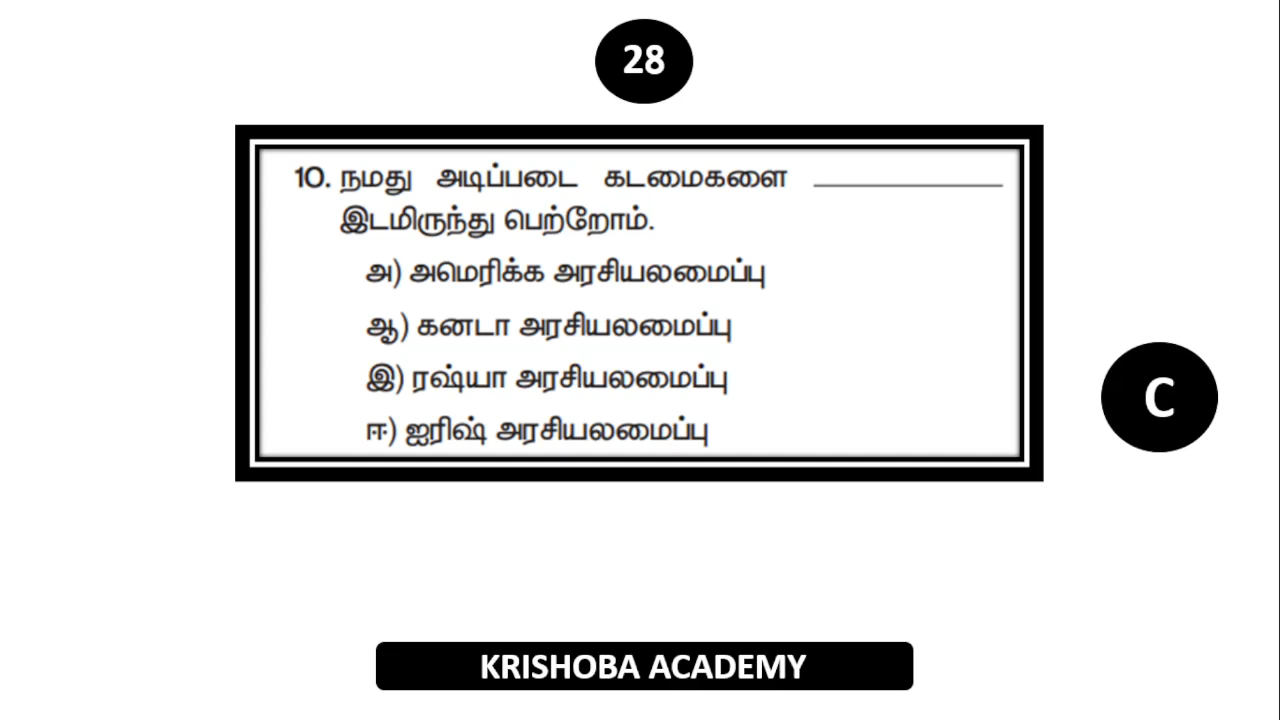 28
10. நமது அடிப்படை கடமைகளை ___________
இடமிருந்து பெற்றோம்.
அ) அமெரிக்க அரசியலமைப்பு
ஆ) கனடா அரசியலமைப்பு
இ) ரஷ்யா அரசியலமைப்பு
ஈ) ஐரிஷ் அரசியலமைப்பு
C
KRISHOBA ACADEMY